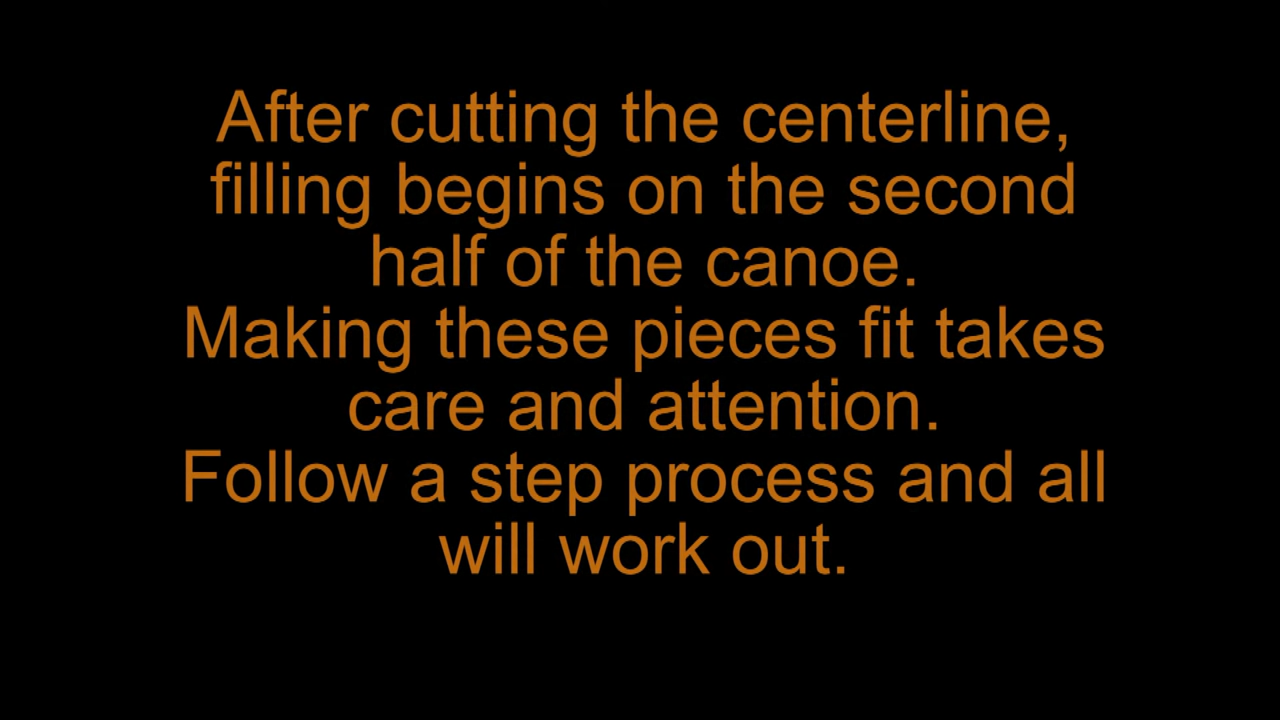 After cutting the centerline,
filling begins on the second
half of the canoe.
Making these pieces fit takes
care and attention.
Follow a step process and all
will work out.